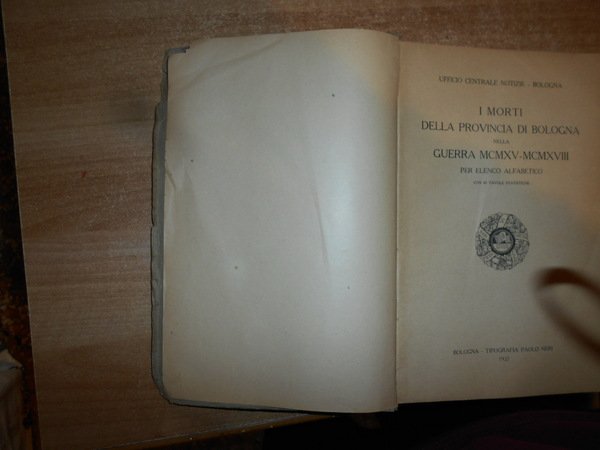 UFFICIO CENTRALE NOTIZIE - BOLOGNA
I MORTI
DELLA PROVINCIA DI BOLOGNA
NELLA
GUERRA MCMXV-MCMXVIII
PER ELENCO ALFABETICO
BOLOGNA - TIPOGRAFIA PAOLO NERI